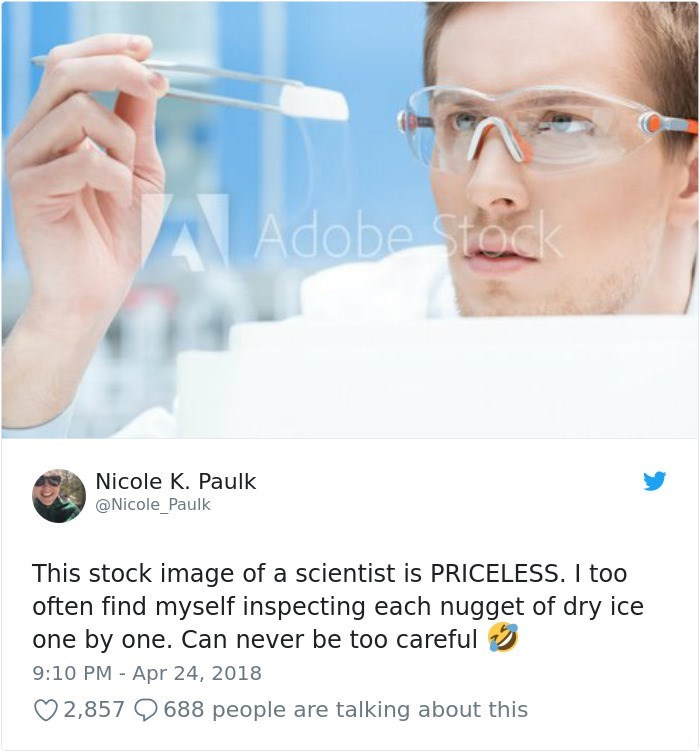 Adobe Stock
Nicole K. Paulk
@Nicole_Paulk
This stock image of a scientist is PRICELESS. I too
often find myself inspecting each nugget of dry ice
one by one. Can never be too careful 🤣
9:10 PM - Apr 24, 2018
2,857 688 people are talking about this